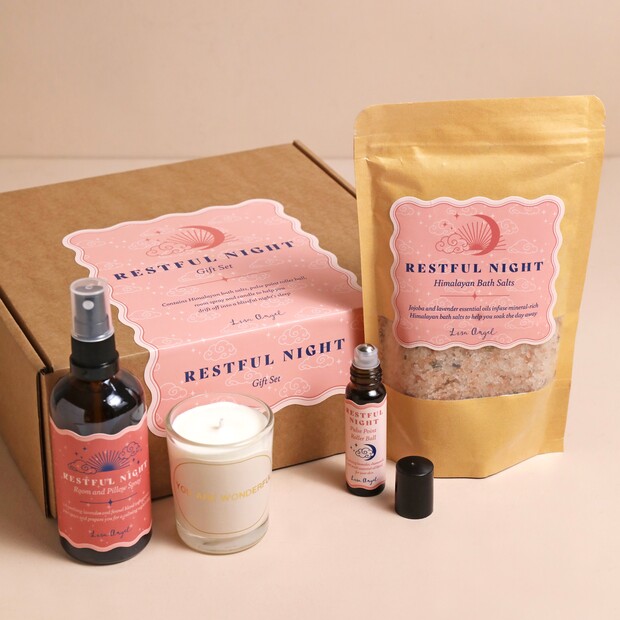 RESTFUL NIGHT
Gift Set
Contains Himalayan bath salts, pulse point roller ball,
room spray and candle to help you
drift off into a blissful night's sleep
Lisa Angel
RESTFUL NIGHT
Gift Set
RESTFUL NIGHT
Himalayan Bath Salts
Jojoba and lavender essential oils infuse mineral-rich
Himalayan bath salts to help you soak the day away
Lisa Angel
RESTFUL NIGHT
Room and Pillow Spray
Lisa Angel
YOU ARE WONDERFUL
RESTFUL
NIGHT
Pulse Point
Roller Ball
Lisa Angel